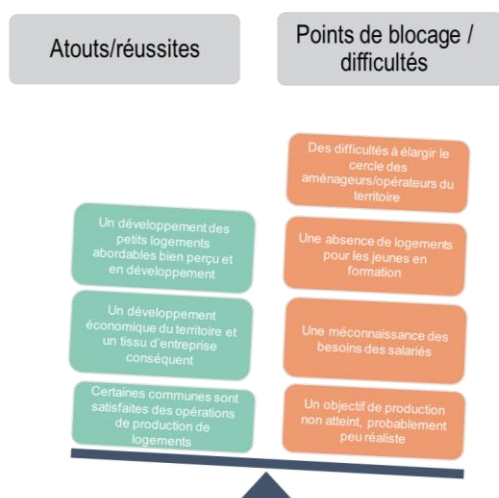 Atouts/réussites
Points de blocage /
difficultés
Un développement des
petits logements
abordables bien perçu et
en développement
Un développement
économique du territoire et
un tissu d'entreprise
conséquent
Certaines communes sont
satisfaites des opérations
de production de
logements
Des difficultés à élargir le
cercle des
aménageurs/opérateurs du
territoire
Une absence de logements
pour les jeunes en
formation
Une méconnaissance des
besoins des salariés
Un objectif de production
non atteint, probablement
peu réaliste